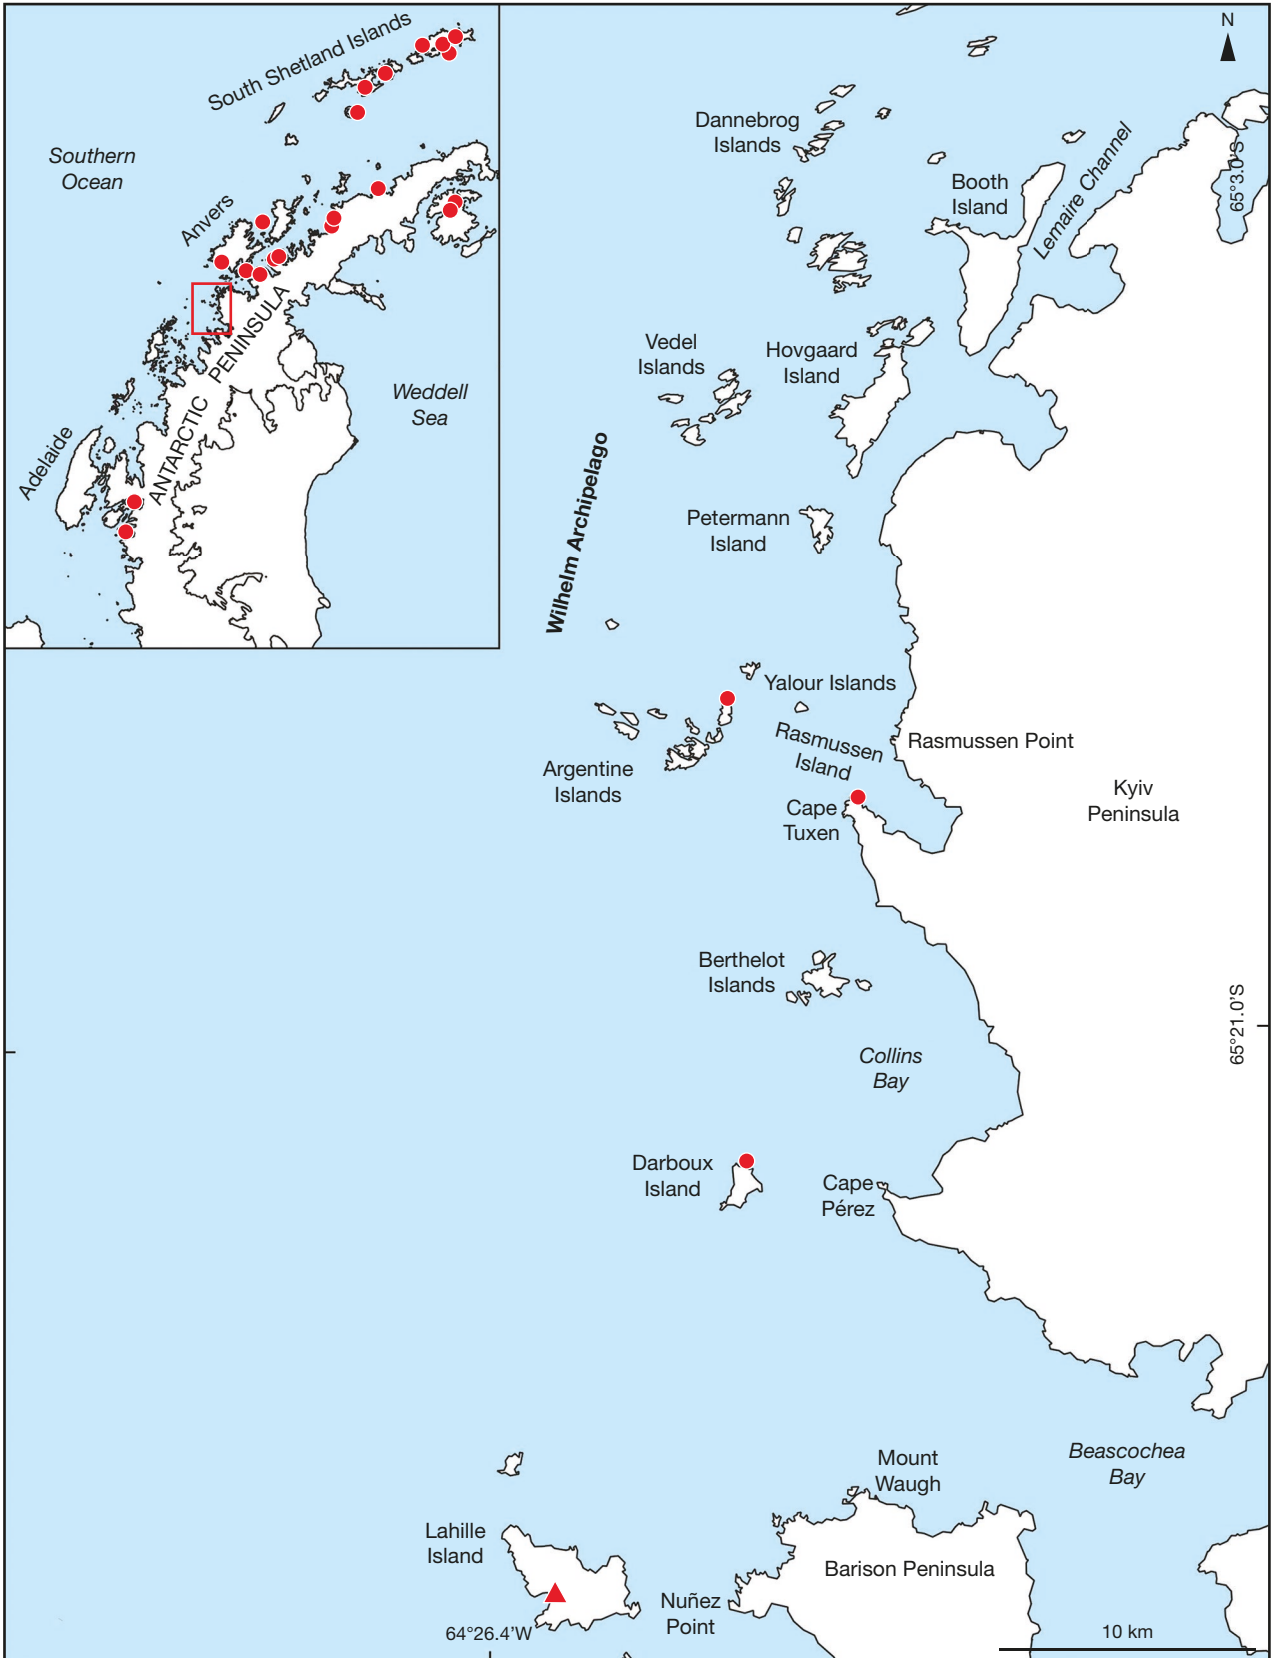 South Shetland Islands
Southern
Ocean
Anvers
ANTARCTIC PENINSULA
Weddell
Sea
Adelaide
N
Dannebrog
Islands
Booth
Island
Lemaire Channel
65°3.0'S
Vedel
Islands
Hovgaard
Island
Wilhelm Archipelago
Petermann
Island
Yalour Islands
Rasmussen
Island
Rasmussen Point
Argentine
Islands
Cape
Tuxen
Kyiv
Peninsula
Berthelot
Islands
65°21.0'S
Collins
Bay
Darboux
Island
Cape
Pérez
Mount
Waugh
Beascochea
Bay
Lahille
Island
Barison Peninsula
Nuñez
Point
64°26.4'W
10 km